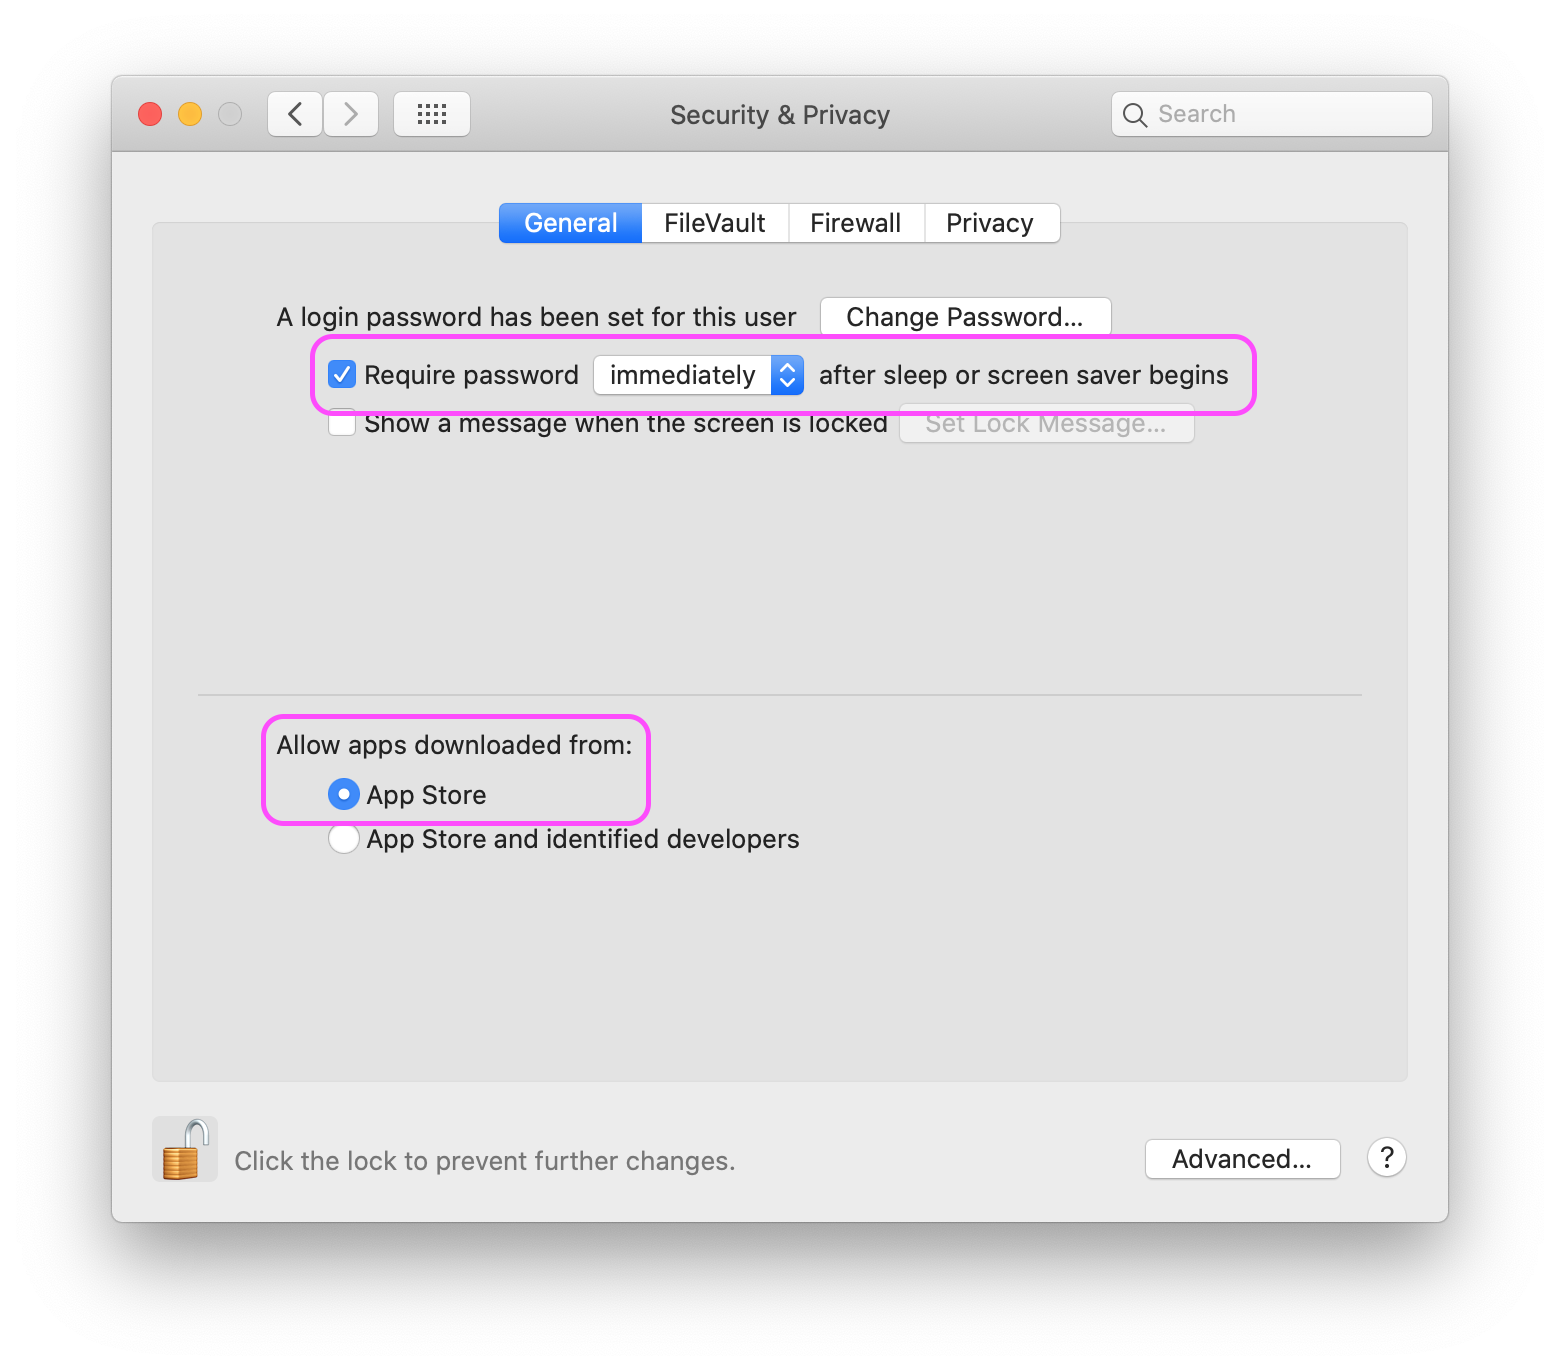 Security & Privacy
Search
General FileVault Firewall Privacy
A login password has been set for this user Change Password...
Require password immediately after sleep or screen saver begins
Show a message when the screen is locked Set Lock Message...
Allow apps downloaded from:
App Store
App Store and identified developers
Click the lock to prevent further changes.
Advanced... ?